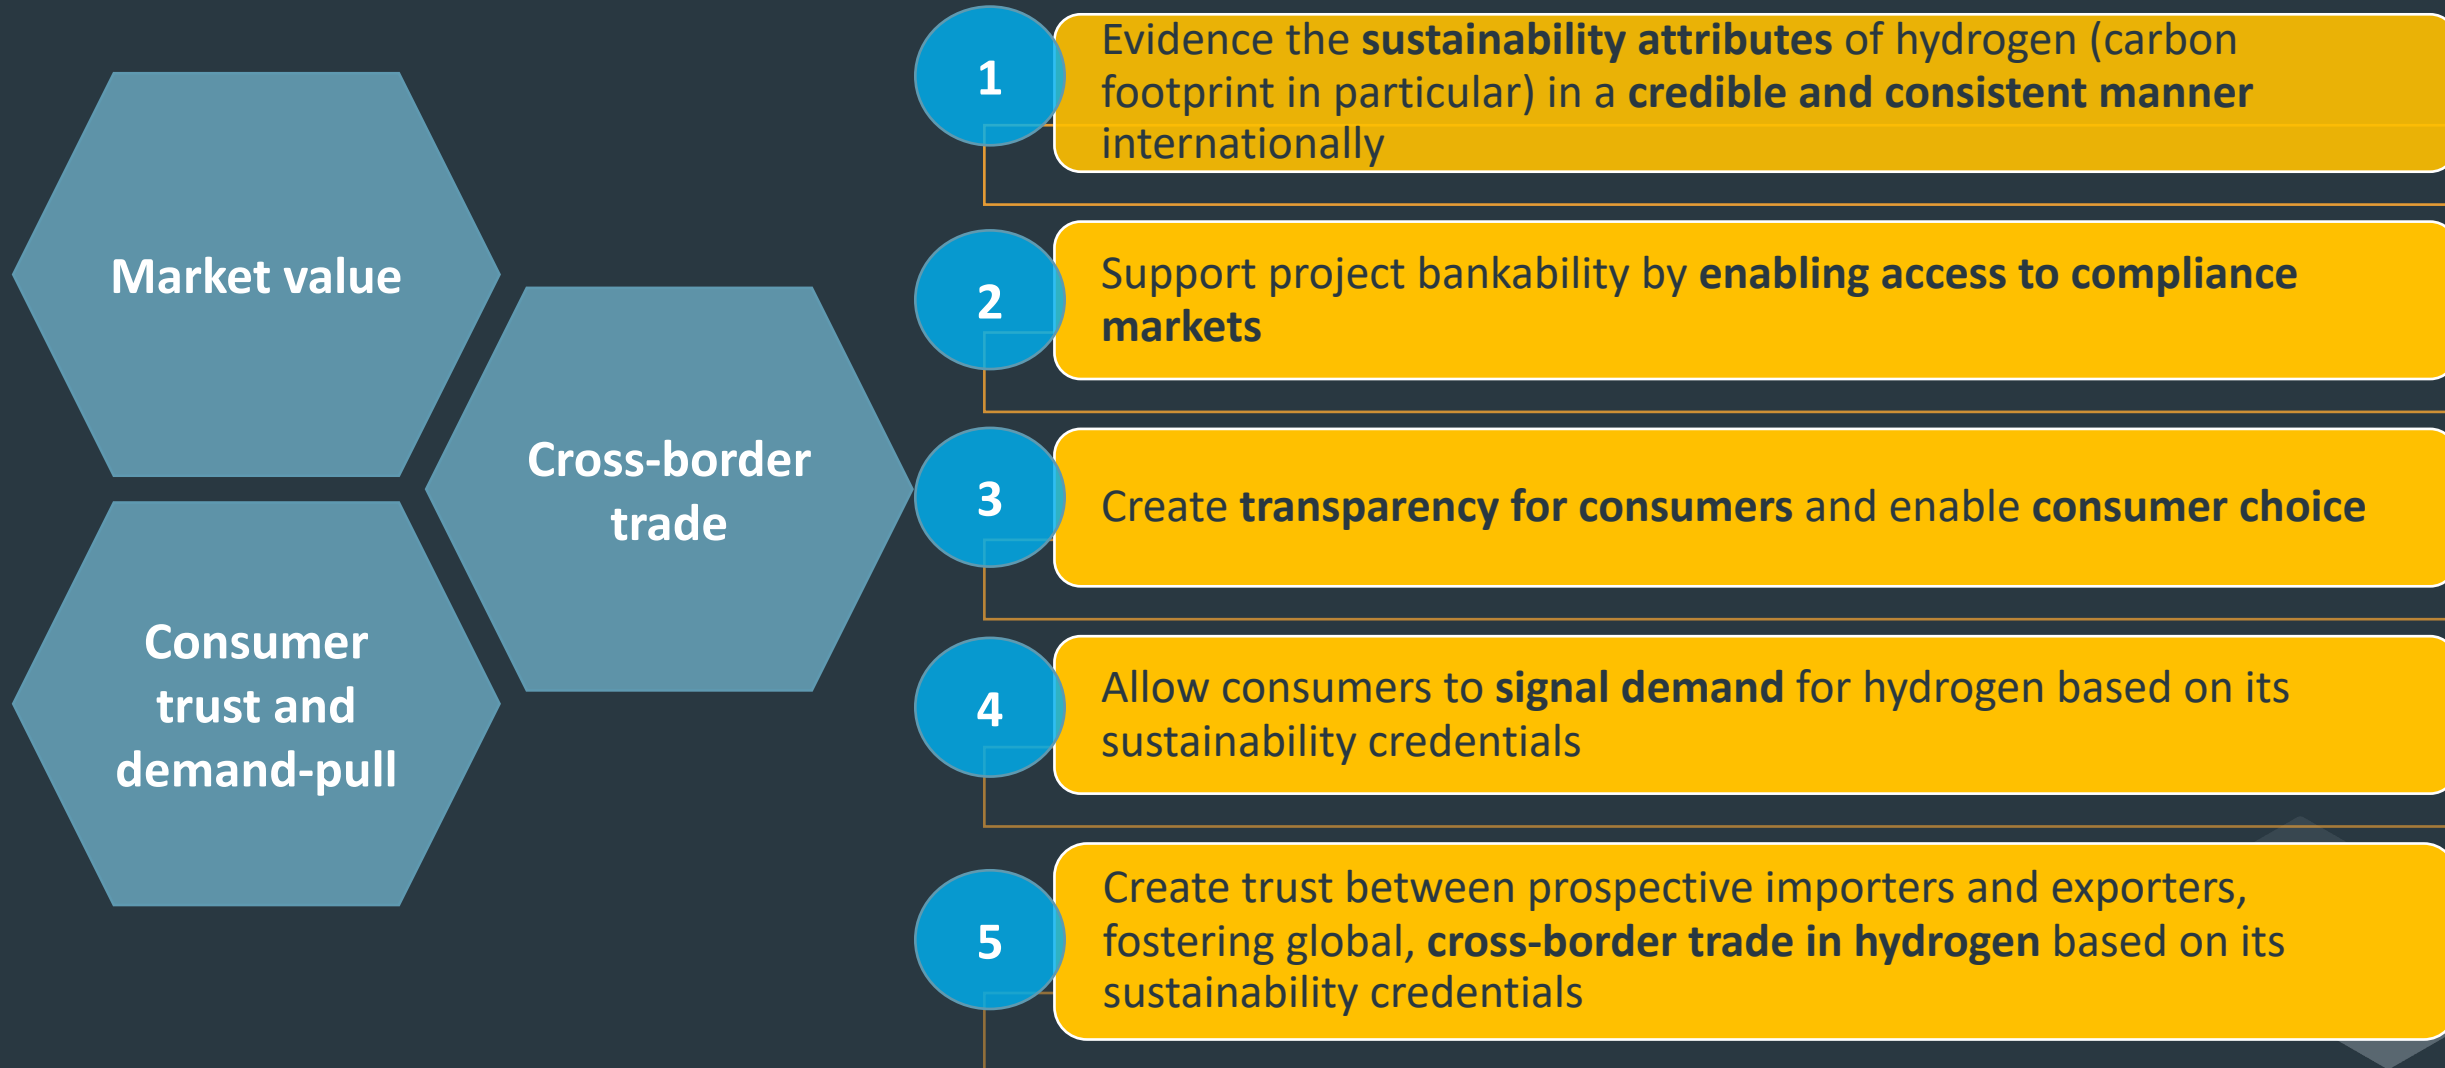 Market value
Cross-border
trade
Consumer
trust and
demand-pull
1
Evidence the sustainability attributes of hydrogen (carbon
footprint in particular) in a credible and consistent manner
internationally
2
Support project bankability by enabling access to compliance
markets
3
Create transparency for consumers and enable consumer choice
4
Allow consumers to signal demand for hydrogen based on its
sustainability credentials
5
Create trust between prospective importers and exporters,
fostering global, cross-border trade in hydrogen based on its
sustainability credentials